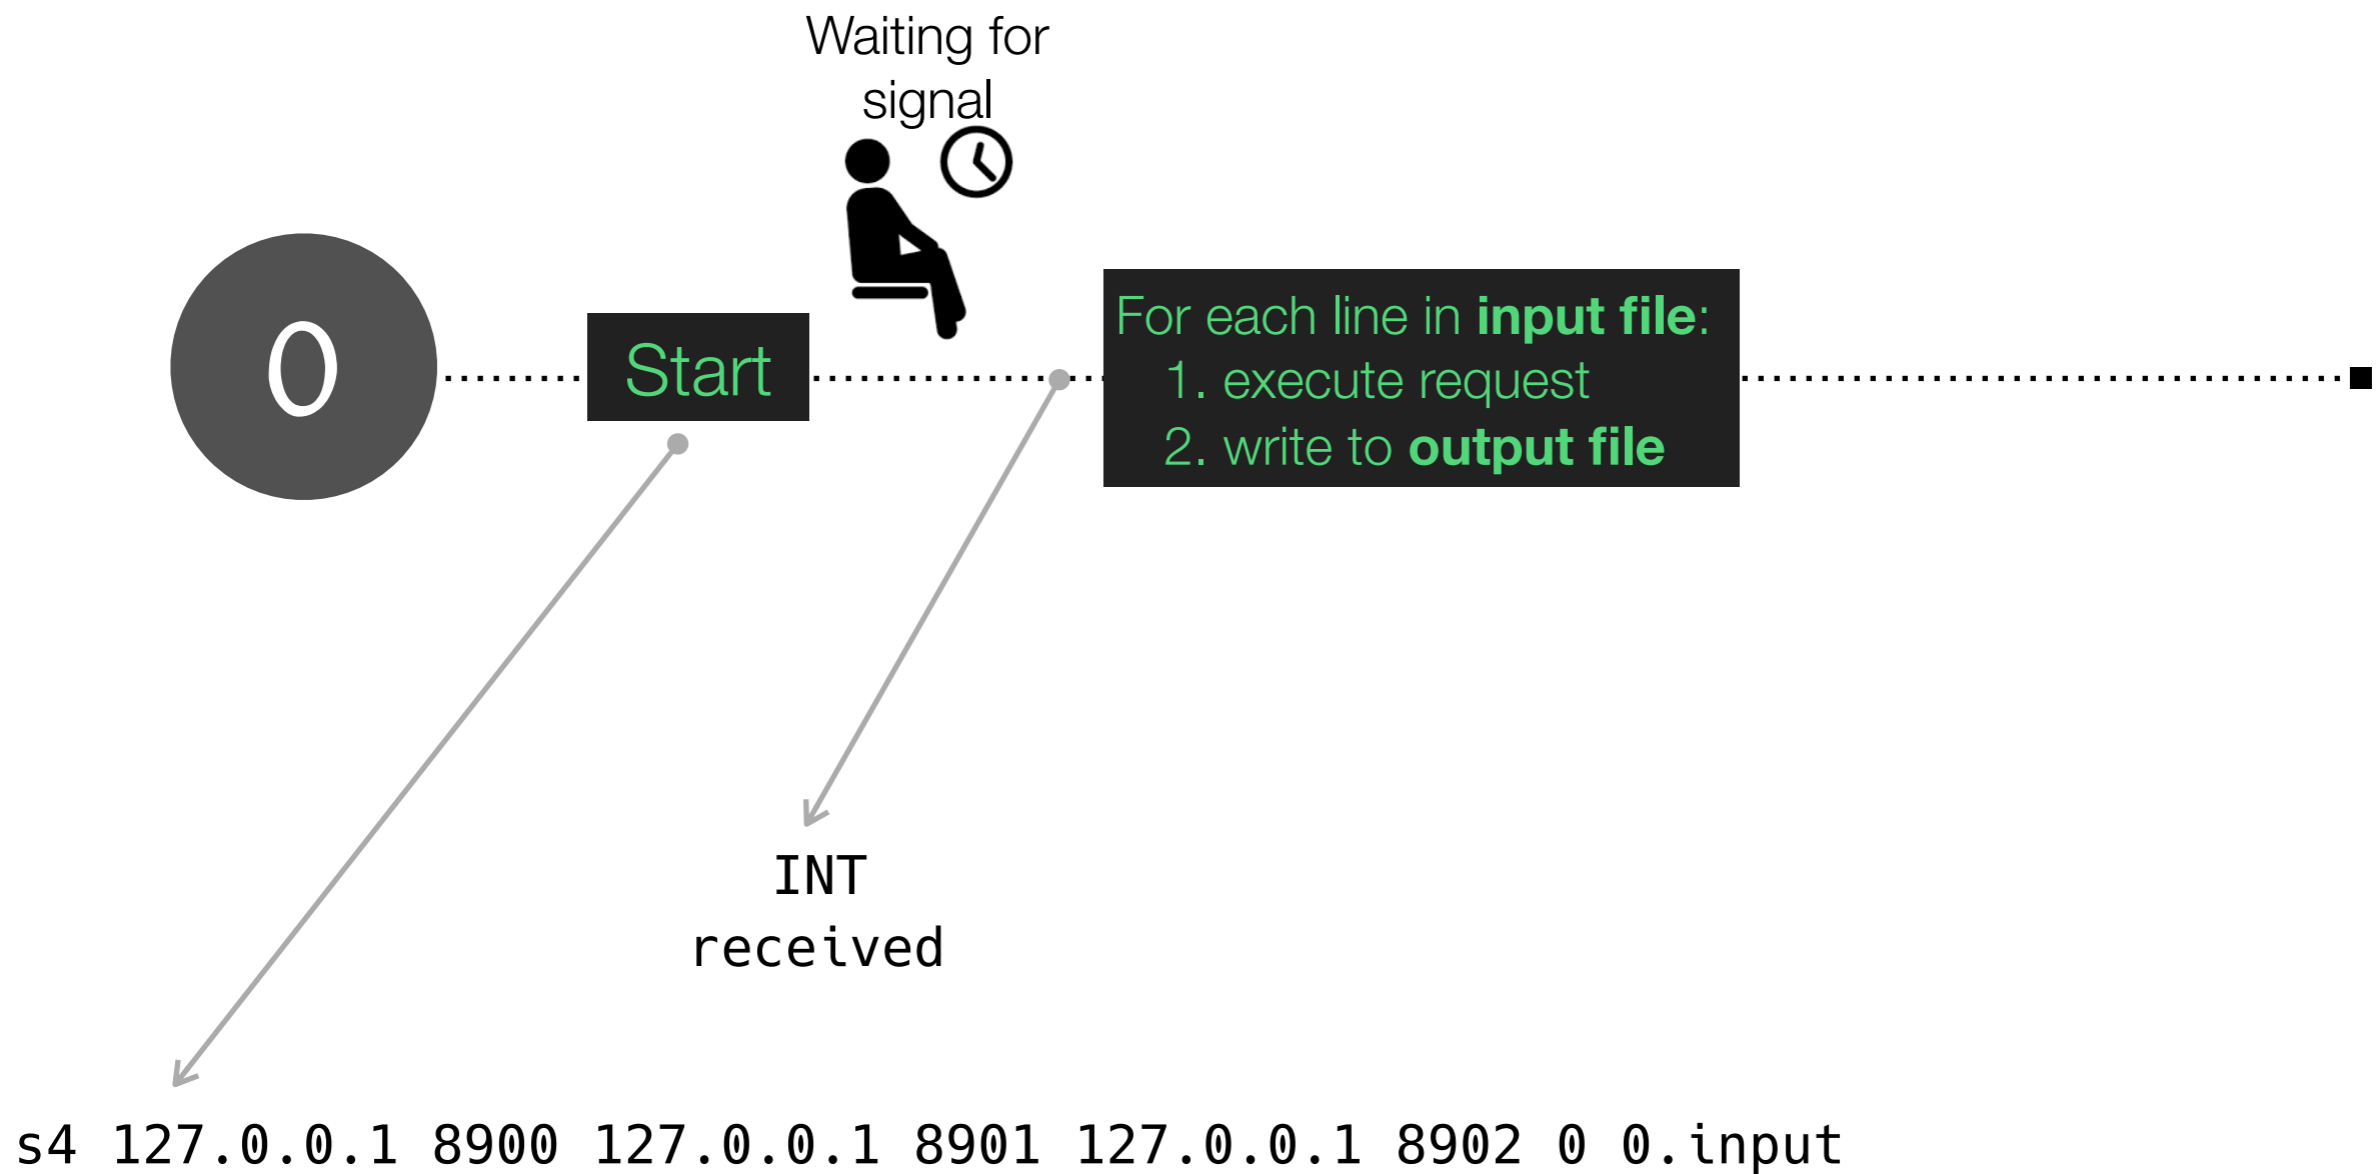 Waiting for
signal
0
Start
For each line in input file:
1. execute request
2. write to output file
INT
received
s4 127.0.0.1 8900 127.0.0.1 8901 127.0.0.1 8902 0 0.input